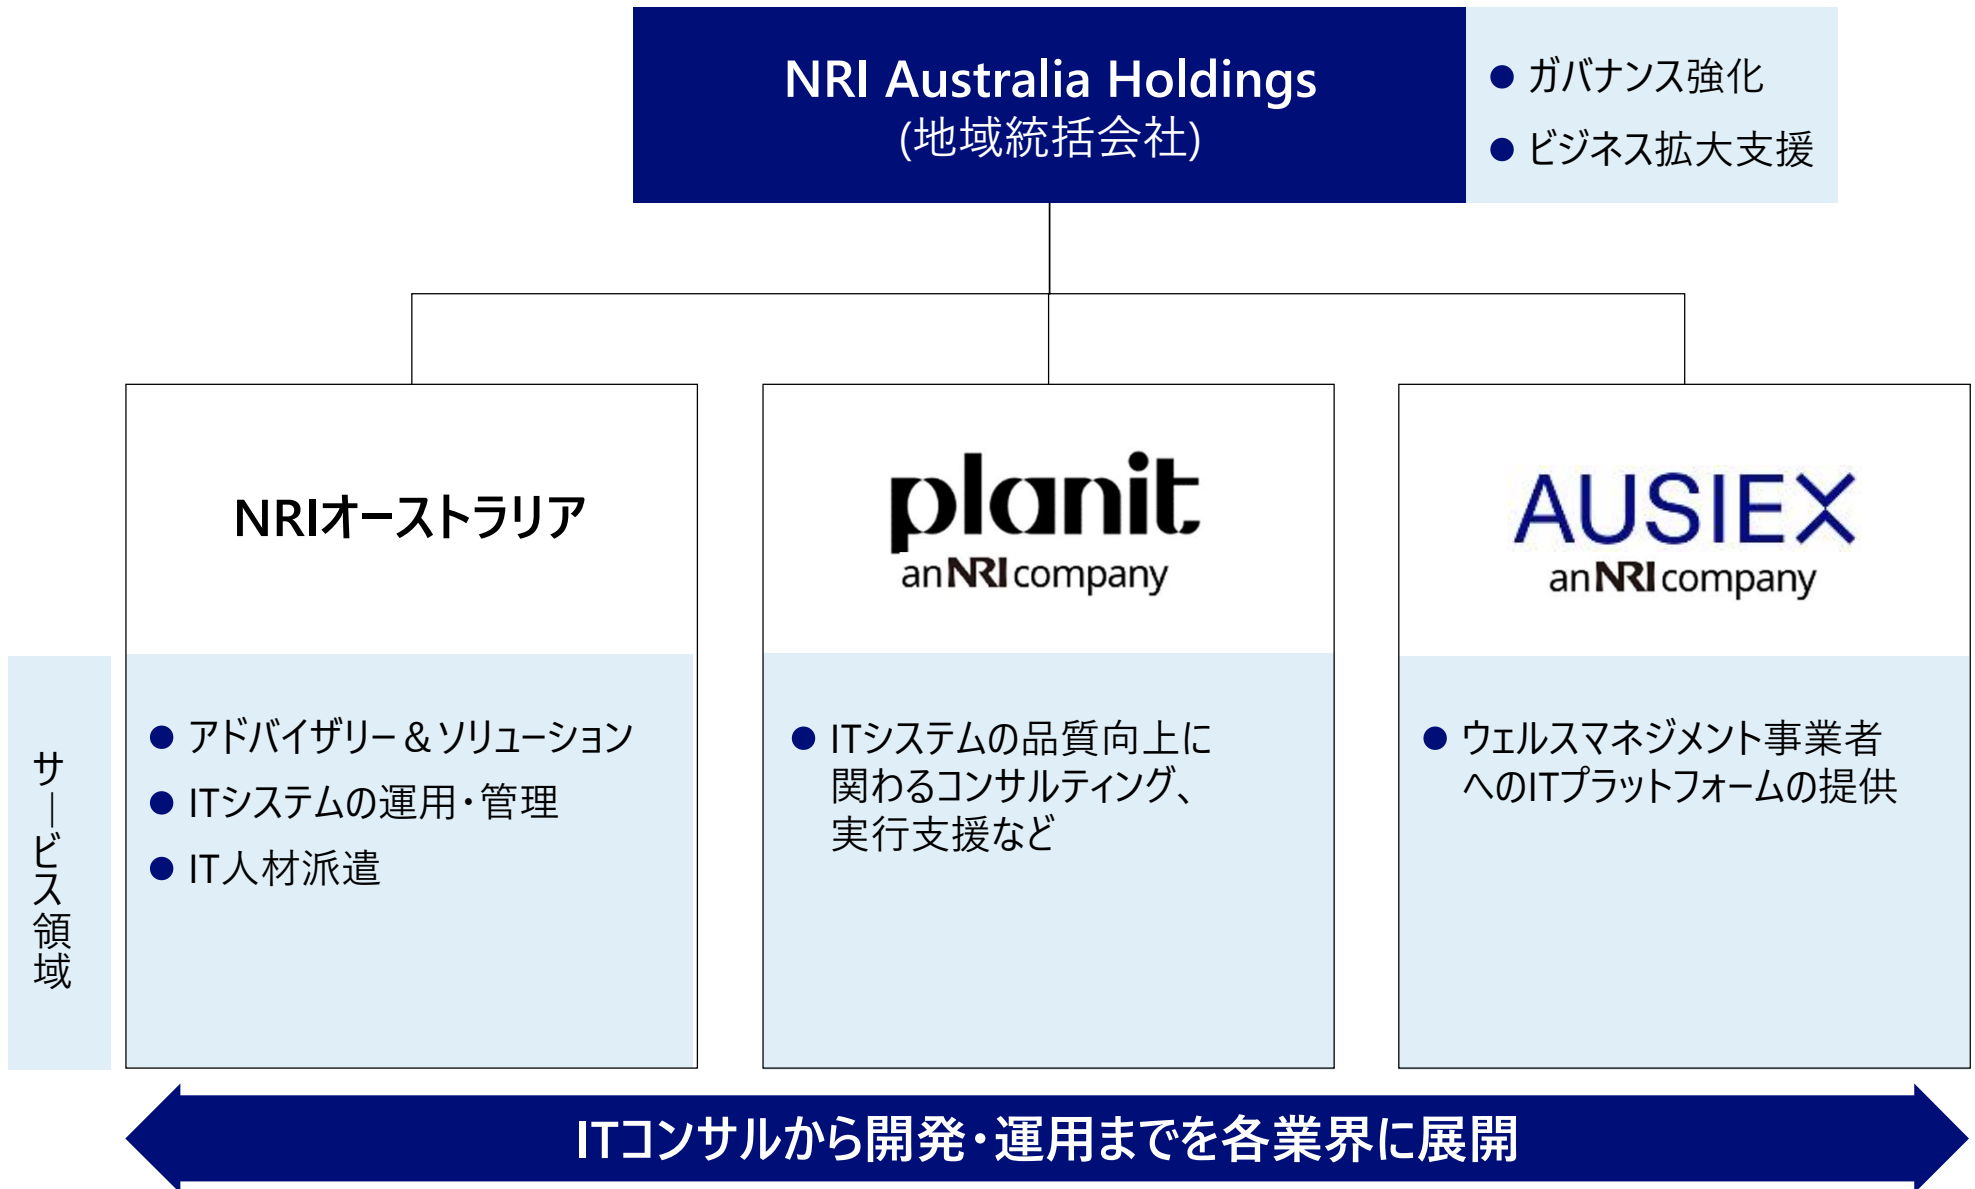 NRI Australia Holdings
(地域統括会社)
● ガバナンス強化
● ビジネス拡大支援
NRIオーストラリア
planit
an NRI company
AUSIEX
an NRI company
サービス領域
● アドバイザリー＆ソリューション
● ITシステムの運用・管理
● IT人材派遣
● ITシステムの品質向上に
関わるコンサルティング、
実行支援など
● ウェルスマネジメント事業者
へのITプラットフォームの提供
ITコンサルから開発・運用までを各業界に展開